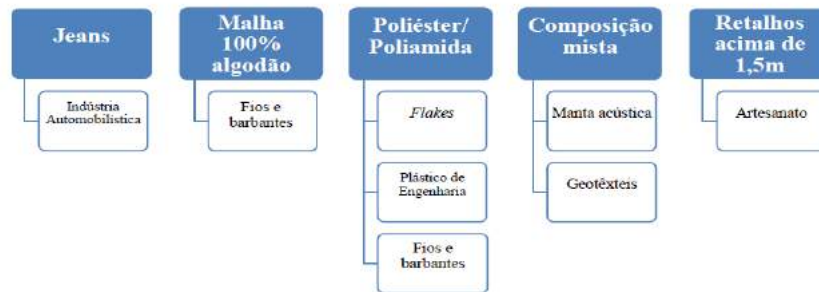 Jeans
Indústria
Automobilística
Malha
100%
algodão
Fios e
barbantes
Poliéster/
Poliamida
Flakes
Plástico de
Engenharia
Fios e
barbantes
Composição
mista
Manta acústica
Geotêxteis
Retalhos
acima de
1,5m
Artesanato